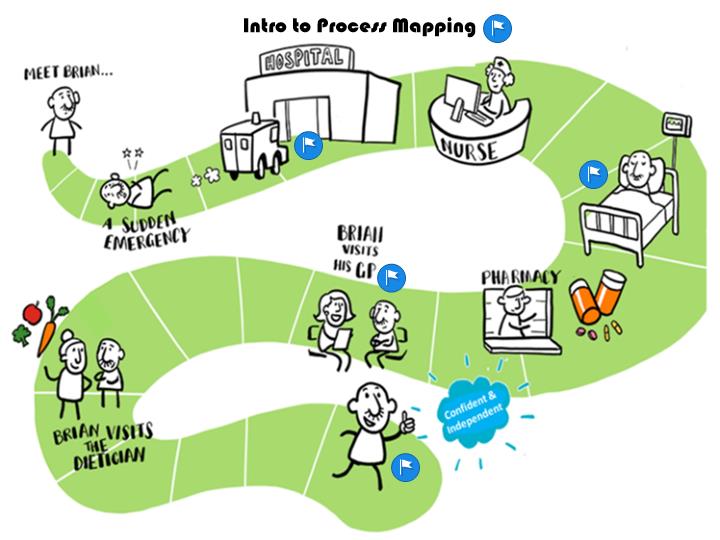 Intro to Process Mapping
MEET BRIAN...
HOSPITAL
NURSE
A SUDDEN
EMERGENCY
BRIAN
VISITS
HIS GP
PHARMACY
Confident &
Independent
BRIAN VISITS
THE
DIETICIAN